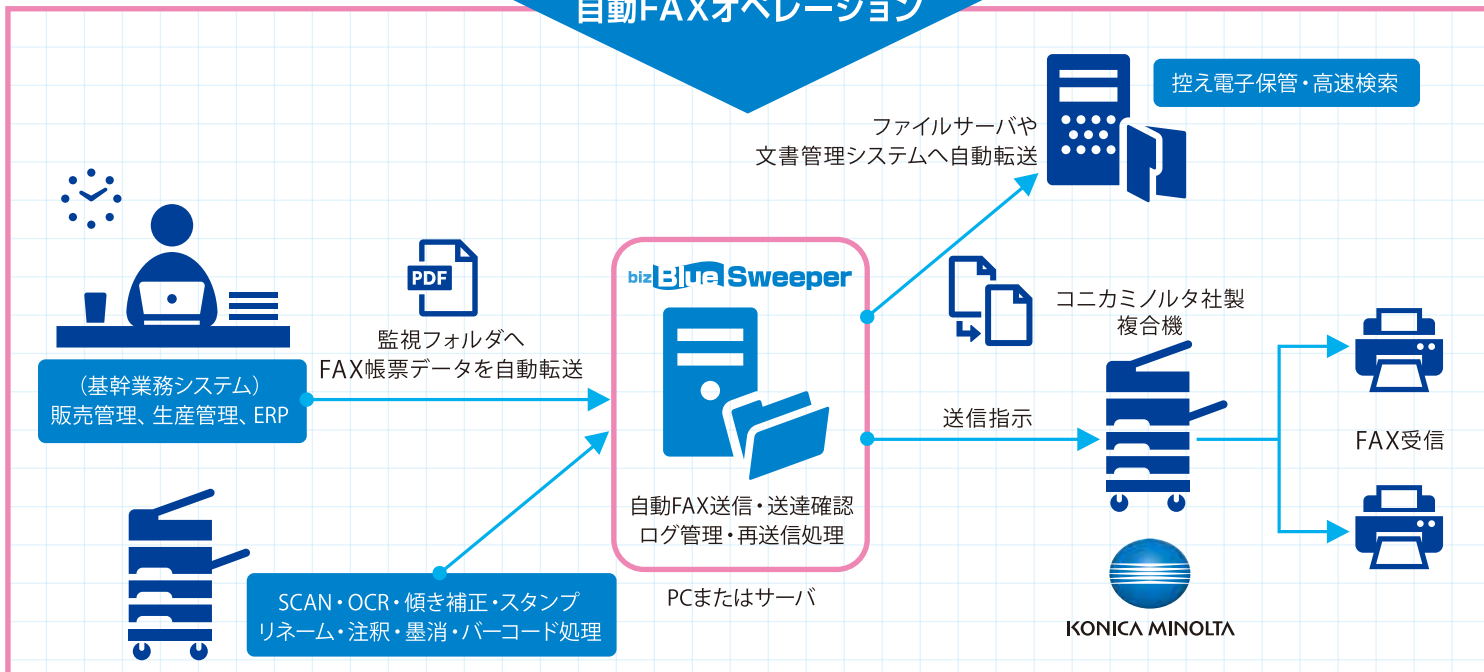 自動FAXオペレーション
控え電子保管・高速検索
ファイルサーバや
文書管理システムへ自動転送
PDF
監視フォルダへ
FAX帳票データを自動転送
(基幹業務システム)
販売管理、生産管理、ERP
biz Blue Sweeper
自動FAX送信・送達確認
ログ管理・再送信処理
PCまたはサーバ
コニカミノルタ社製
複合機
送信指示
FAX受信
SCAN・OCR・傾き補正・スタンプ
リネーム・注釈・墨消・バーコード処理
KONICA MINOLTA